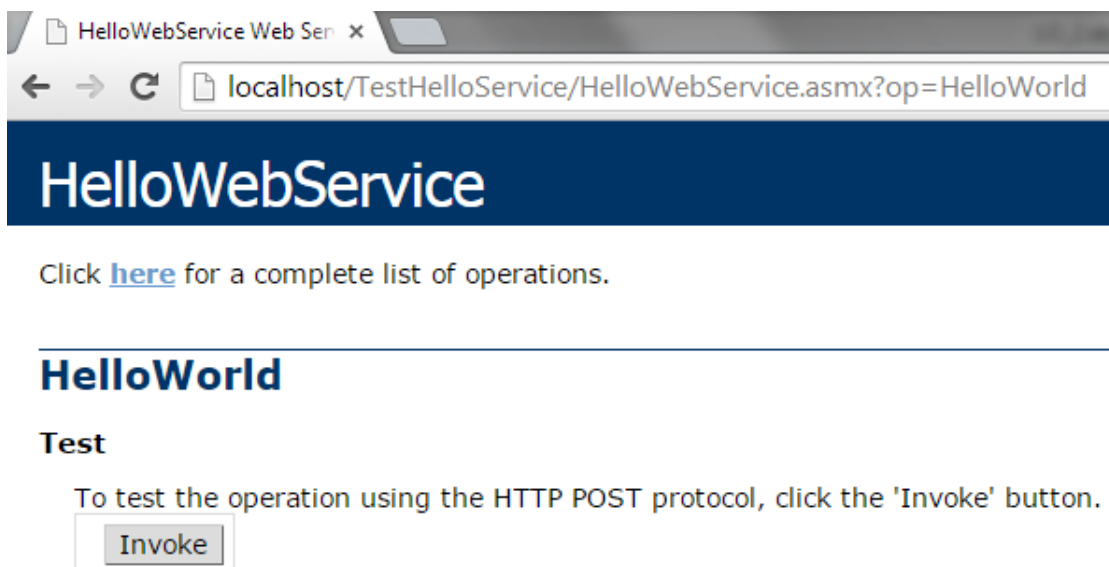 HelloWebService Web Ser
localhost/TestHelloService/HelloWebService.asmx?op=HelloWorld
HelloWebService
Click here for a complete list of operations.
HelloWorld
Test
To test the operation using the HTTP POST protocol, click the 'Invoke' button.
Invoke